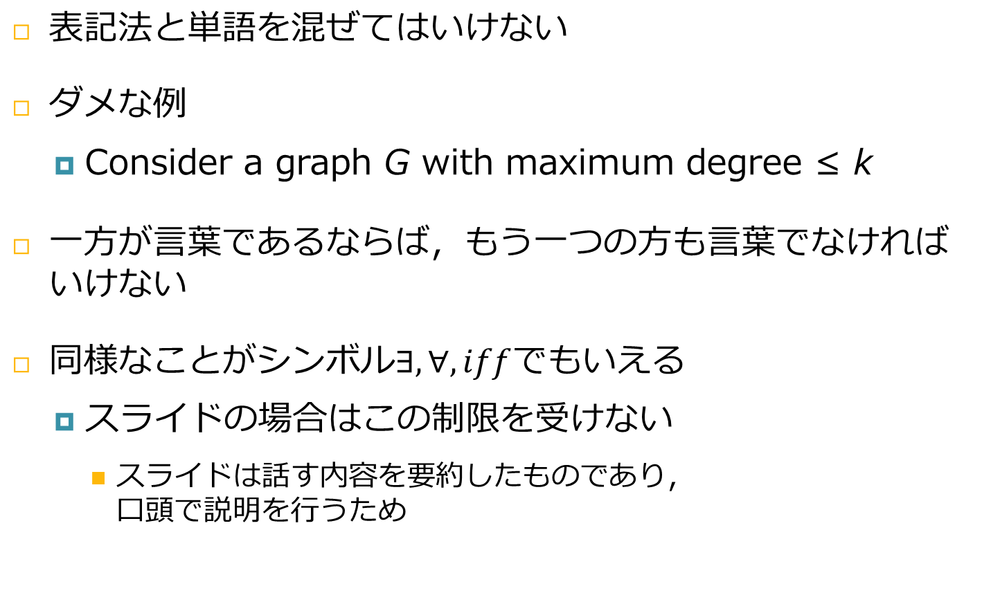 表記法と単語を混ぜてはいけない
ダメな例
Consider a graph G with maximum degree ≤ k
一方が言葉であるならば，もう一つの方も言葉でなければ
いけない
同様なことがシンボル∃, ∀, iffでもいえる
スライドの場合はこの制限を受けない
スライドは話す内容を要約したものであり，
口頭で説明を行うため